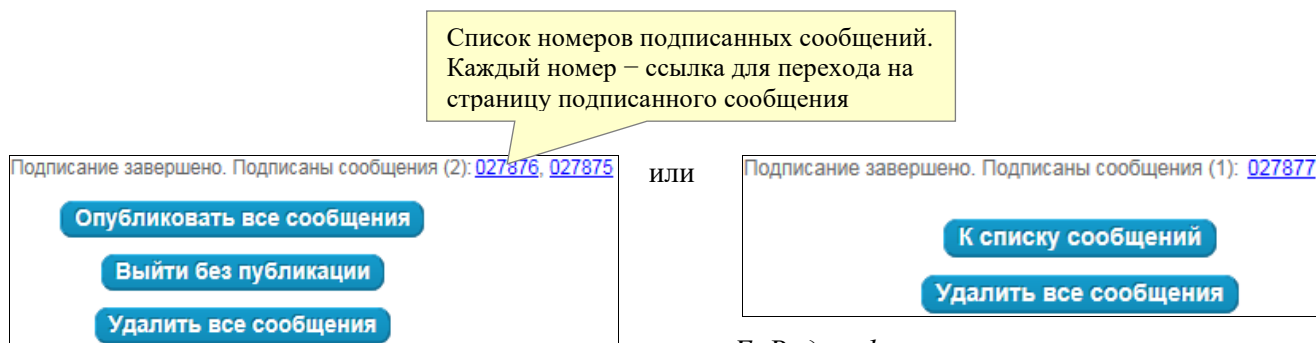 Список номеров подписанных сообщений.
Каждый номер − ссылка для перехода на
страницу подписанного сообщения
Подписание завершено. Подписаны сообщения (2): 027876, 027875
или
Подписание завершено. Подписаны сообщения (1): 027877
Опубликовать все сообщения
Выйти без публикации
Удалить все сообщения
К списку сообщений
Удалить все сообщения